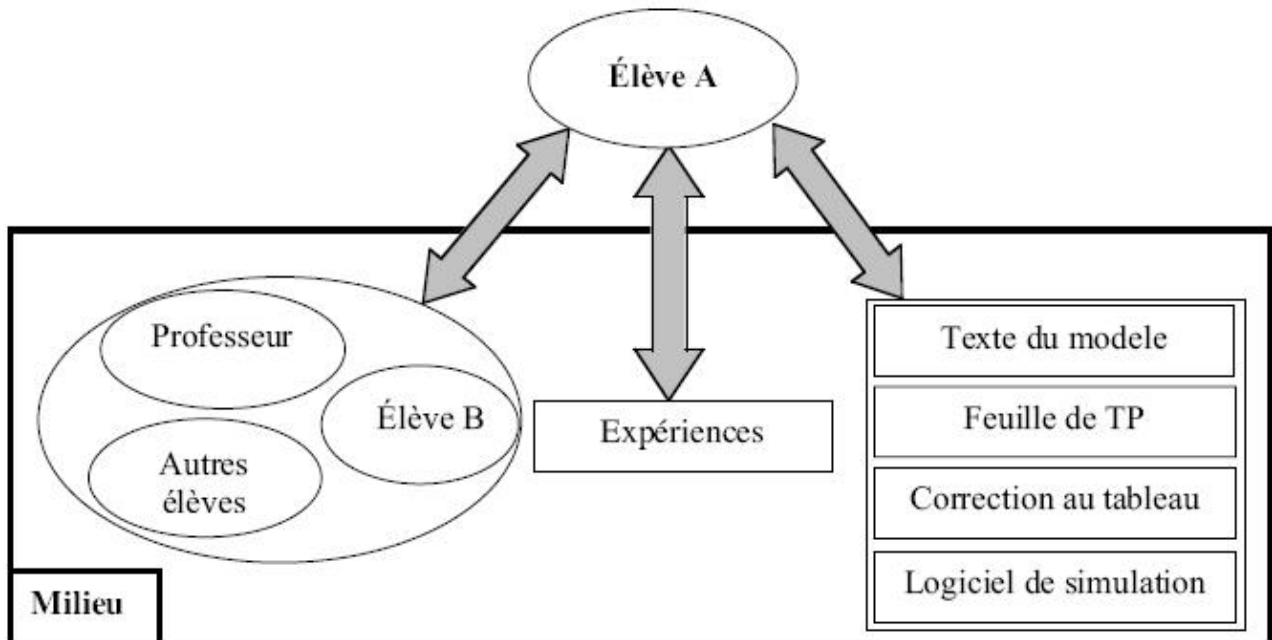 Élève A
Professeur
Élève B
Autres
élèves
Expériences
Texte du modele
Feuille de TP
Correction au tableau
Logiciel de simulation
Milieu